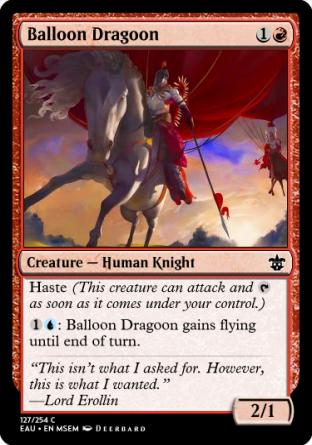 Balloon Dragoon 1
Creature — Human Knight
Haste (This creature can attack and
as soon as it comes under your control.)
1 : Balloon Dragoon gains flying
until end of turn.
"This isn't what I asked for. However,
this is what I wanted."
—Lord Erollin
2/1
127/254 C
EAU • EN MSEM Deerbard